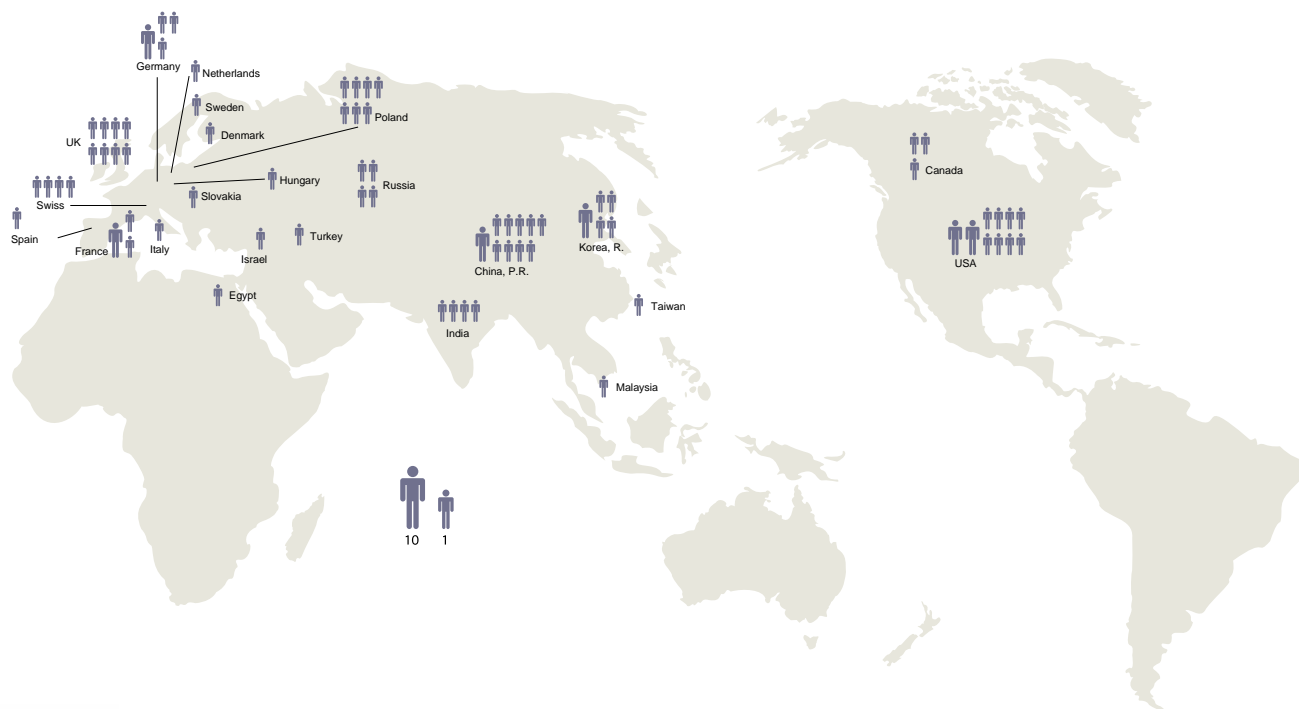 Germany
Netherlands
Sweden
Poland
Denmark
UK
Canada
Hungary
Russia
Slovakia
Swiss
Spain
Turkey
Korea, R.
France
Italy
Israel
USA
China, P.R.
Egypt
Taiwan
India
Malaysia
10 1